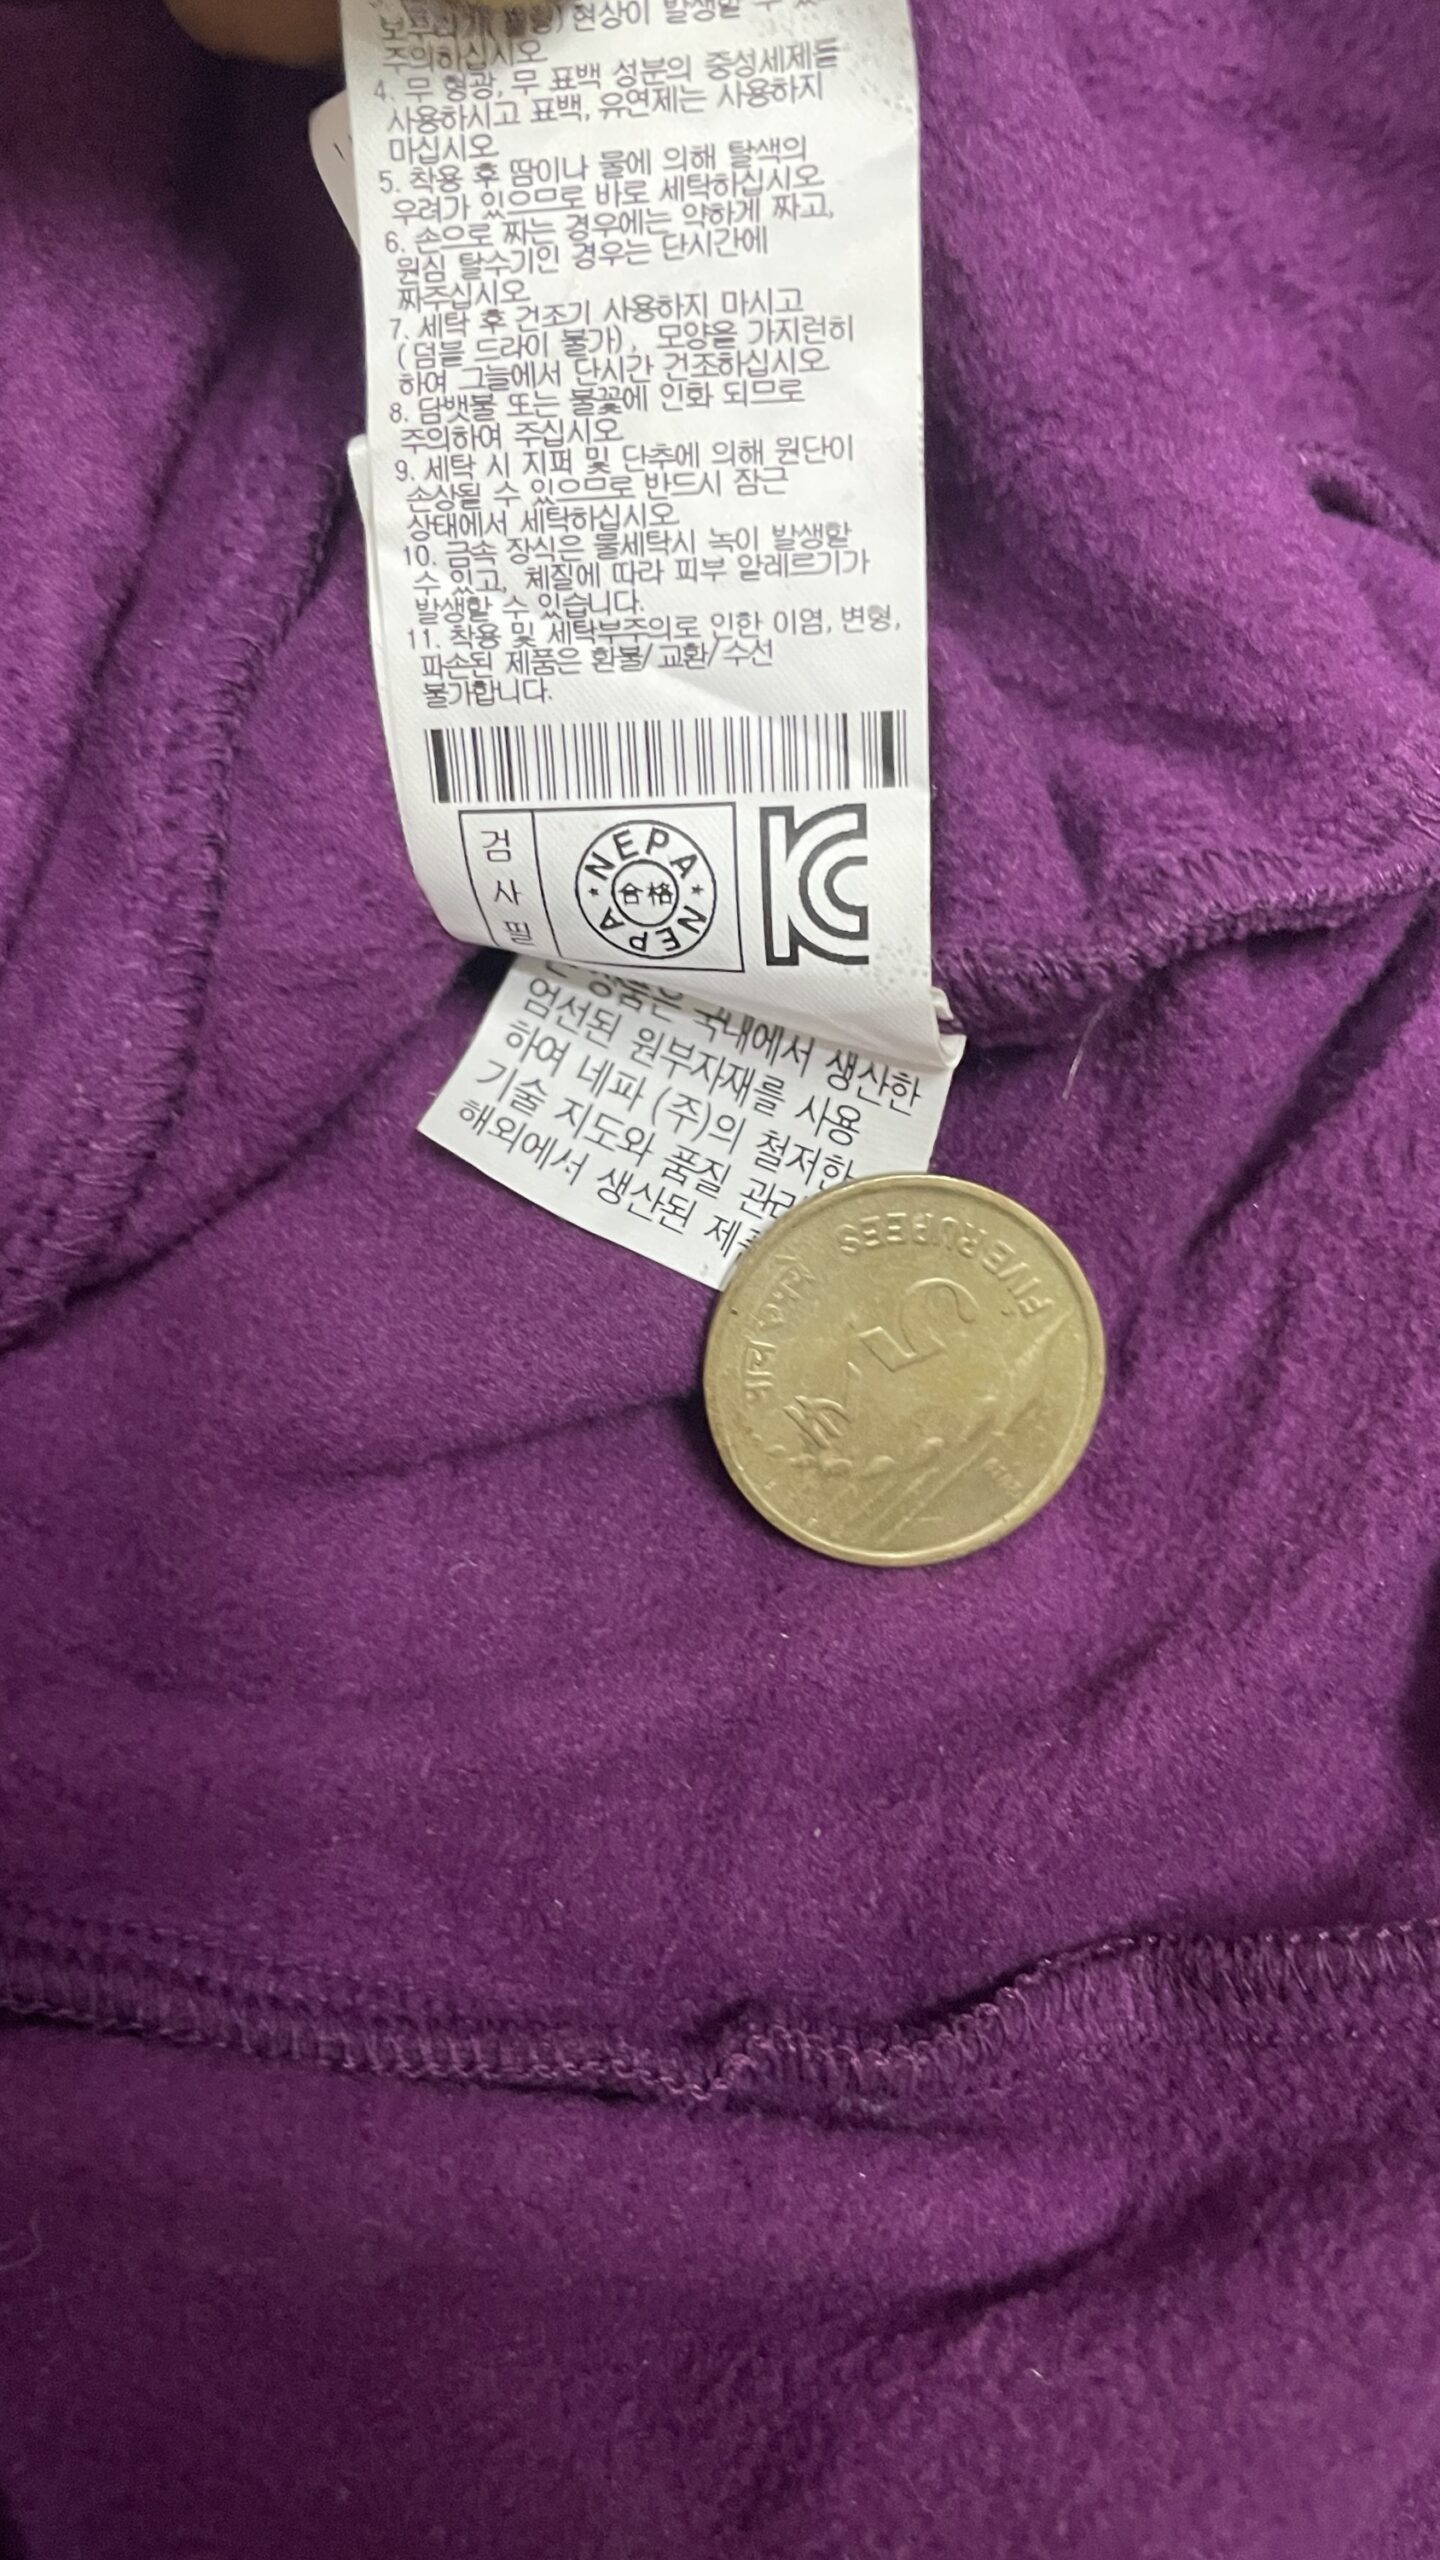 현상이 발생할 수
주의하십시오
4. 무 형광, 무 표백 성분의 중성세제를
사용하시고 표백, 유연제는 사용하지
마십시오
5. 착용 후 땀이나 물에 의해 탈색의
우려가 있으므로 바로 세탁하십시오
6. 손으로 짜는 경우에는 약하게 짜고,
원심 탈수기인 경우는 단시간에
짜주십시오
7. 세탁 후 건조기 사용하지 마시고
(덤블 드라이 불가), 모양을 가지런히
하여 그늘에서 단시간 건조하십시오
8. 담뱃불 또는 불꽃에 인화 되므로
주의하여 주십시오
9. 세탁 시 지퍼 및 단추에 의해 원단이
손상될 수 있으므로 반드시 잠근
상태에서 세탁하십시오
10. 금속 장식은 물세탁시 녹이 발생할
수 있고, 체질에 따라 피부 알레르기가
발생할 수 있습니다.
11. 착용 및 세탁부주의로 인한 이염, 변형,
파손된 제품은 환불/교환/수선
불가합니다.
검사필
NEPA
合格
NEPA
KC
국내에서 생산한
엄선된 원부자재를 사용
하여 네파 (주)의 철저한
기술 지도와 품질
해외에서 생산된
FIVE RUPEES
5